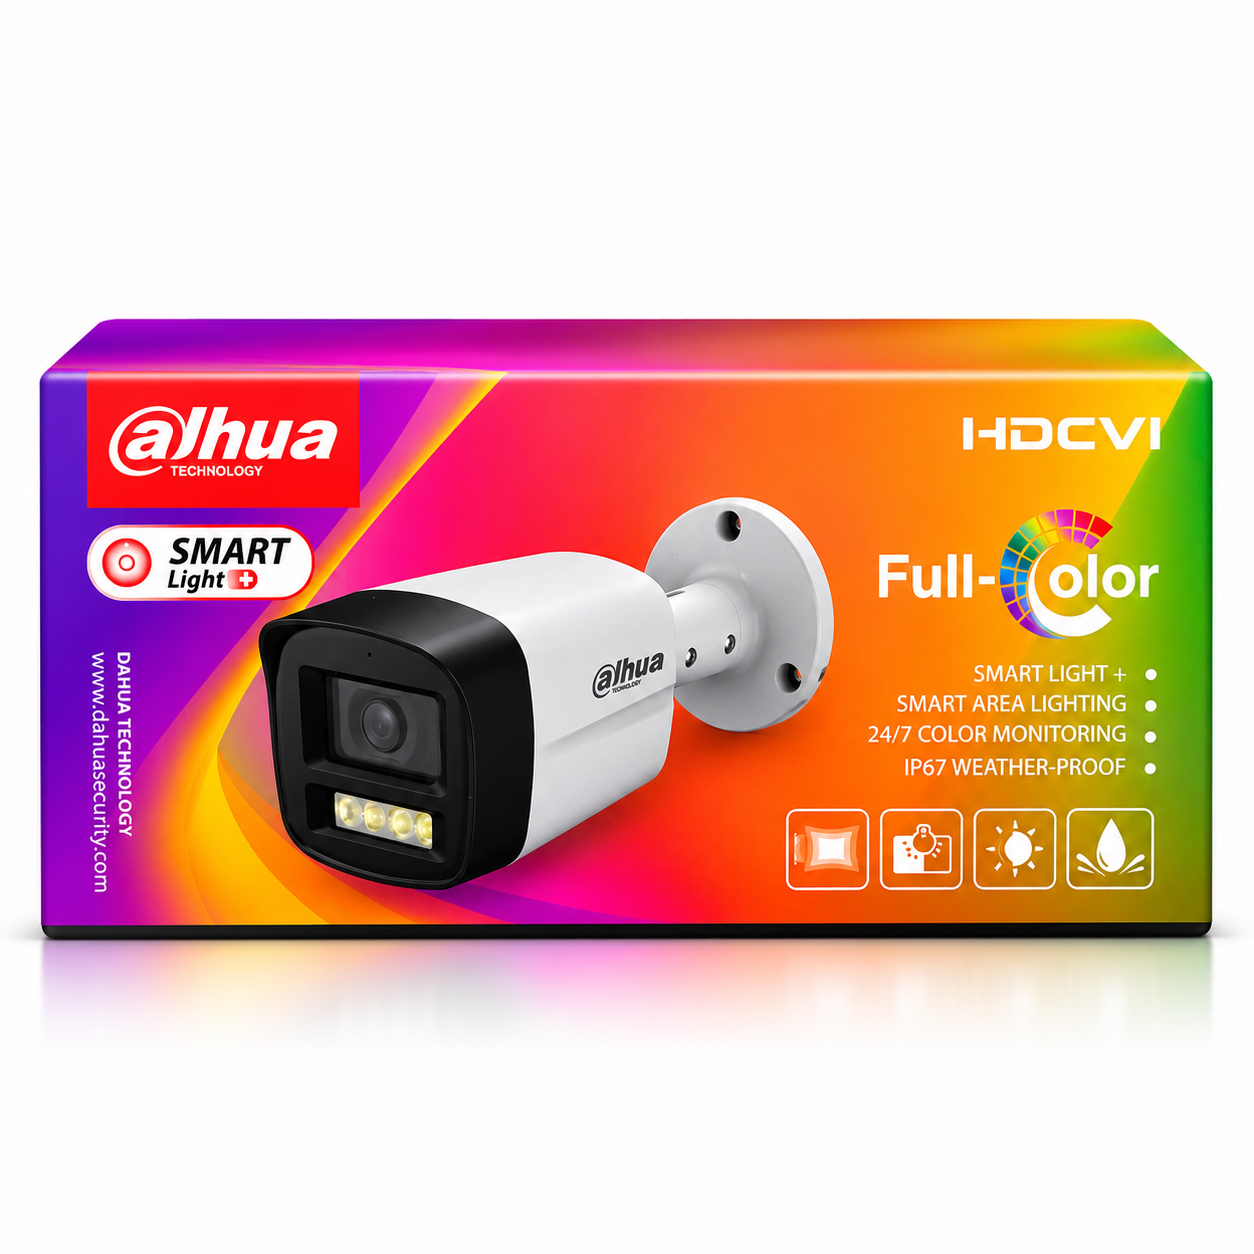 alhua
TECHNOLOGY
SMART
Light +
DAHUA TECHNOLOGY
www.dahuasecurity.com
alhua
TECHNOLOGY
HDCVI
Full-Color
SMART LIGHT +
SMART AREA LIGHTING
24/7 COLOR MONITORING
IP67 WEATHER-PROOF